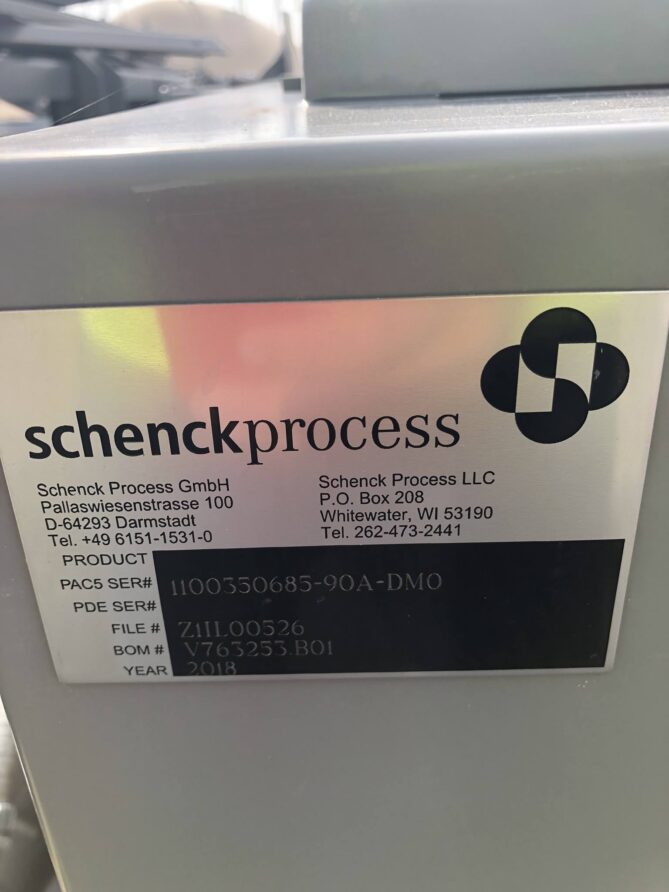 schenckprocess
Schenck Process GmbH
Pallaswiesenstrasse 100
D-64293 Darmstadt
Tel. +49 6151-1531-0
Schenck Process LLC
P.O. Box 208
Whitewater, WI 53190
Tel. 262-473-2441
PRODUCT
PAC5 SER# 1100350685-90A-DM0
PDE SER#
FILE # Z1IL00526
BOM # V763253.B01
YEAR 2018